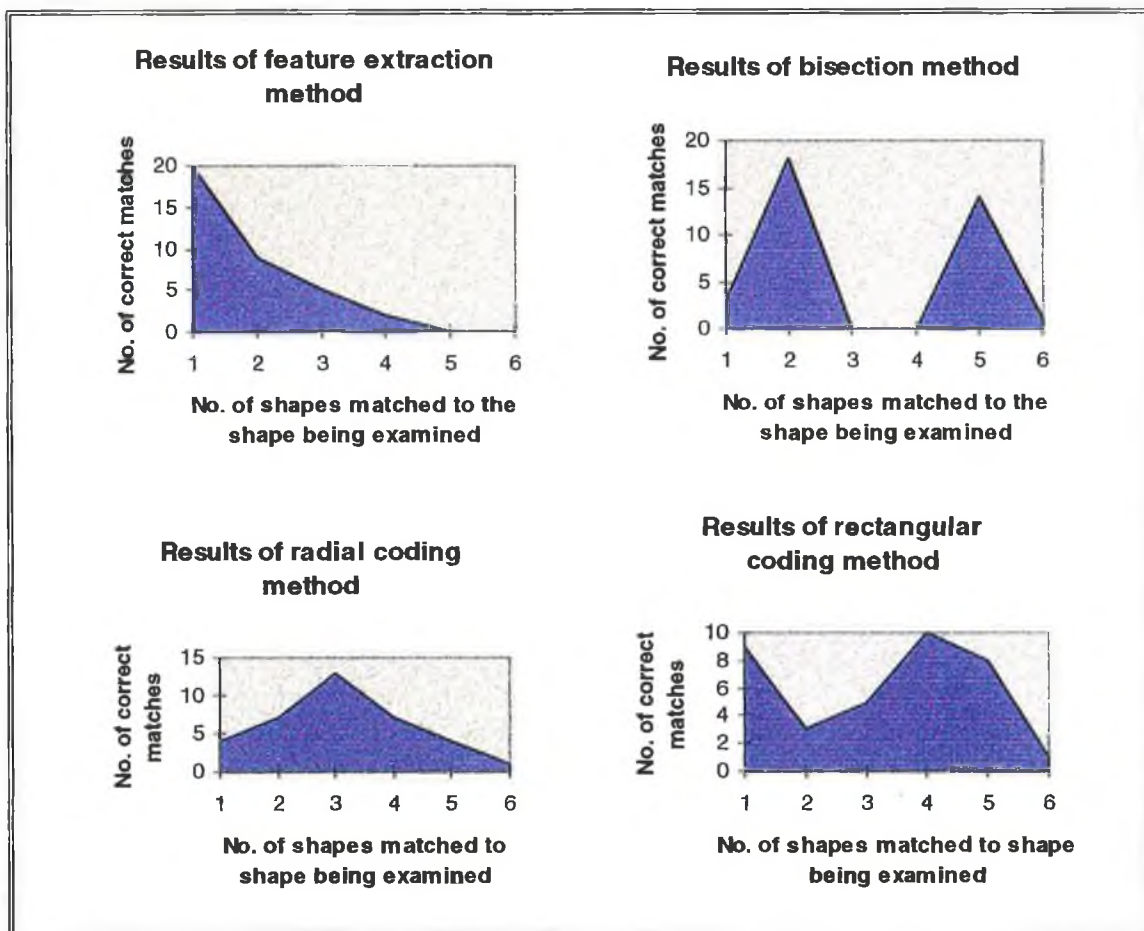 Results of feature extraction
method
No. of correct matches
20
15
10
5
0
1 2 3 4 5 6
No. of shapes matched to the
shape being examined
Results of bisection method
No. of correct matches
20
15
10
5
0
1 2 3 4 5 6
No. of shapes matched to the
shape being examined
Results of radial coding
method
No. of correct
matches
15
10
5
0
1 2 3 4 5 6
No. of shapes matched to
shape being examined
Results of rectangular
coding method
No. of correct
matches
10
8
6
4
2
0
1 2 3 4 5 6
No. of shapes matched to shape
being examined